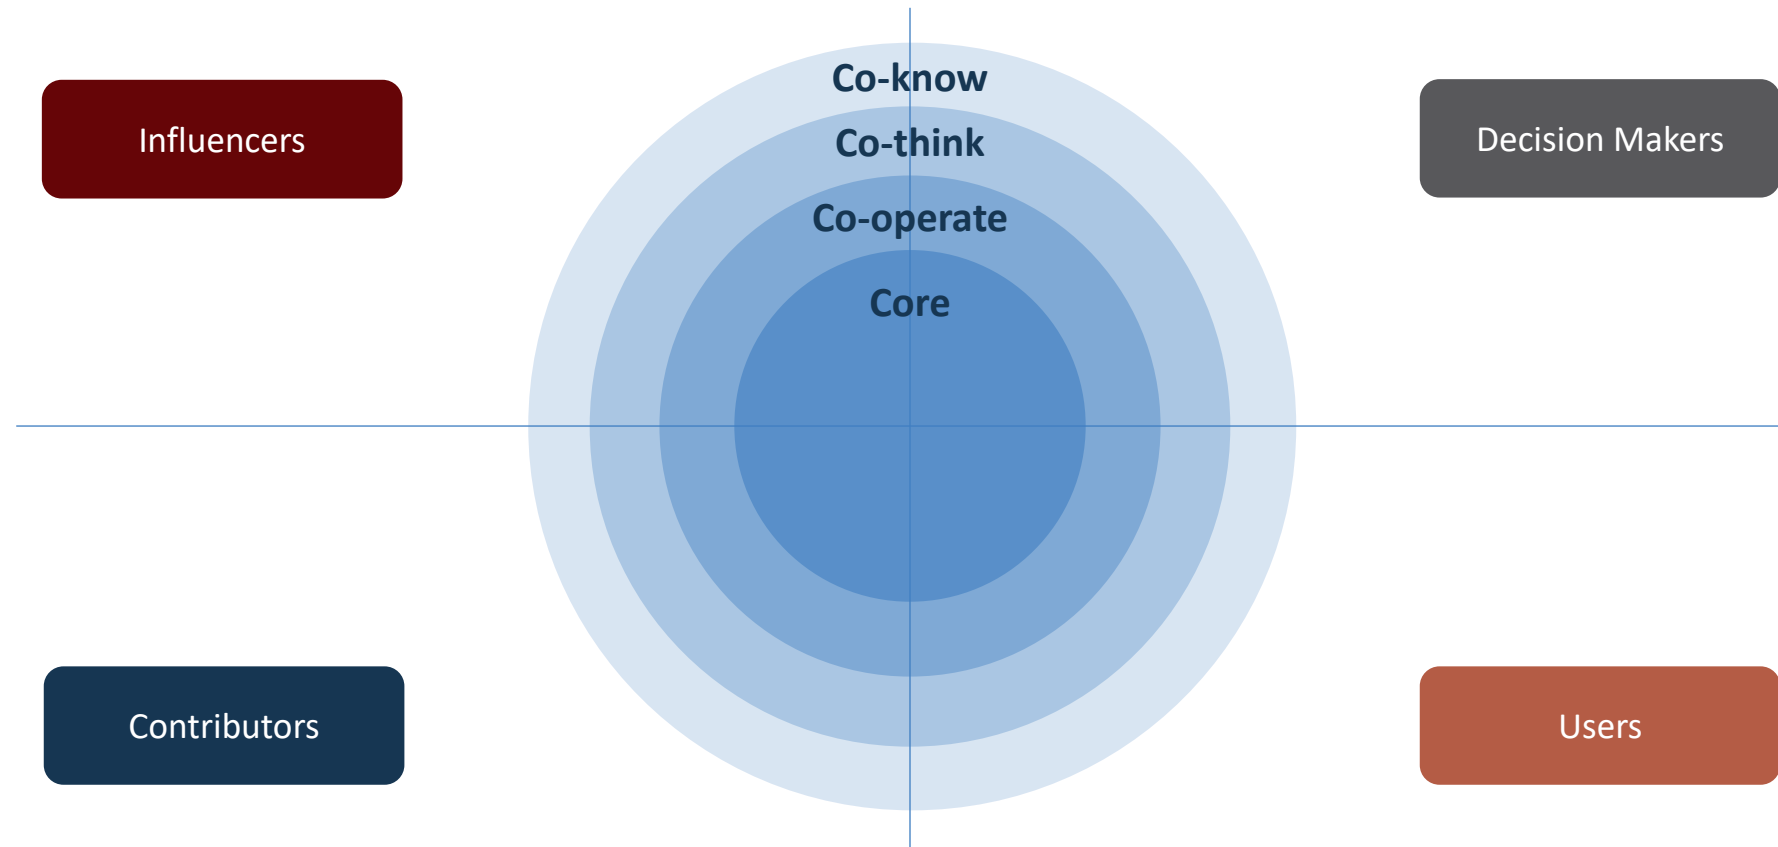 Co-know
Influencers
Decision Makers
Co-think
Co-operate
Core
Contributors
Users